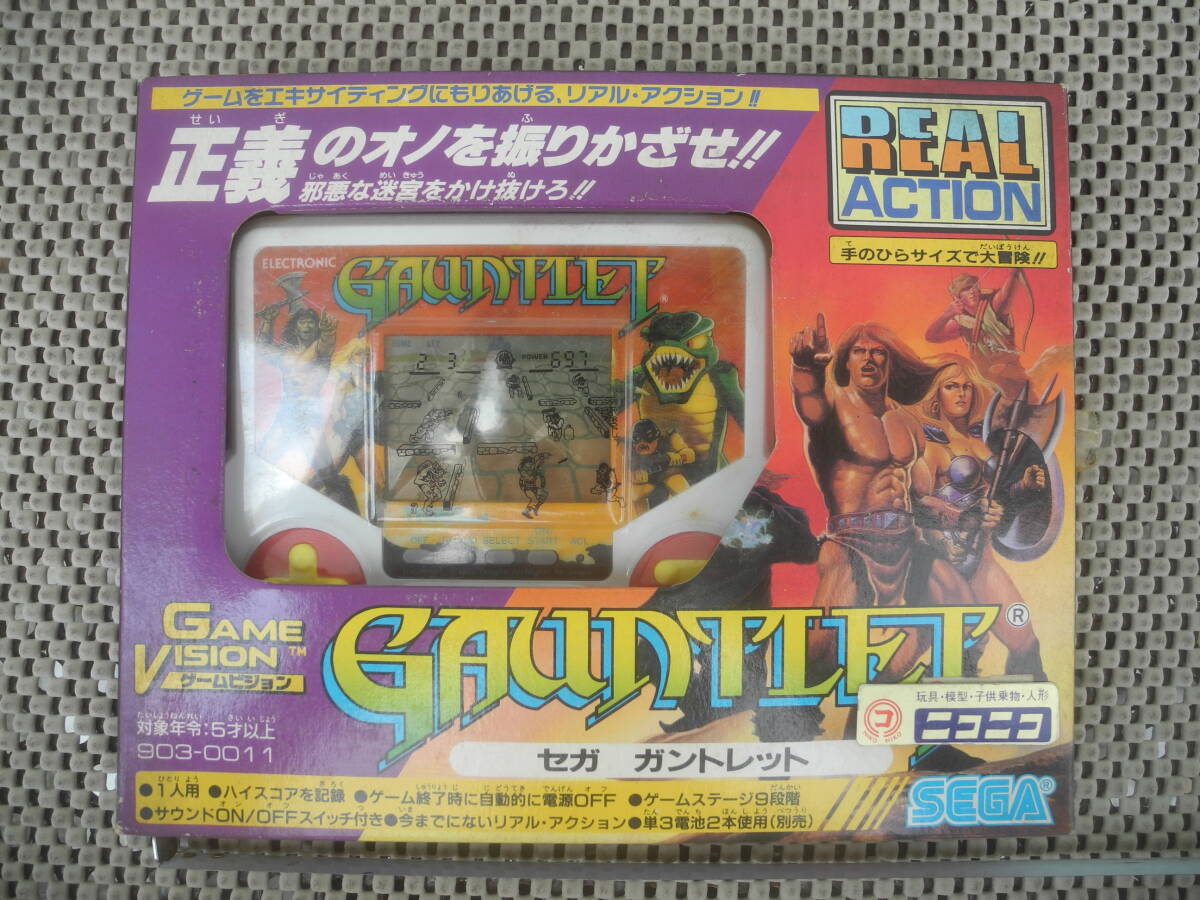 ゲームをエキサイティングにもりあげる、リアル・アクション!!
正義のオノを振りかざせ!!
邪悪な迷宮をかけ抜けろ!!
REAL
ACTION
手のひらサイズで大冒険!!
ELECTRONIC
GAUNTLET®
2 3 POWER 697
OFF SELECT START ACL
GAME
VISION™
ゲームビジョン
GAUNTLET®
対象年令:5才以上
903-0011
セガ ガントレット
玩具・模型・子供乗物・人形
コ
NIKO NIKO
ニコニコ
●1人用 ●ハイスコアを記録 ●ゲーム終了時に自動的に電源OFF ●ゲームステージ9段階
●サウンドON/OFFスイッチ付き ●今までにないリアル・アクション ●単3電池2本使用(別売)
SEGA®